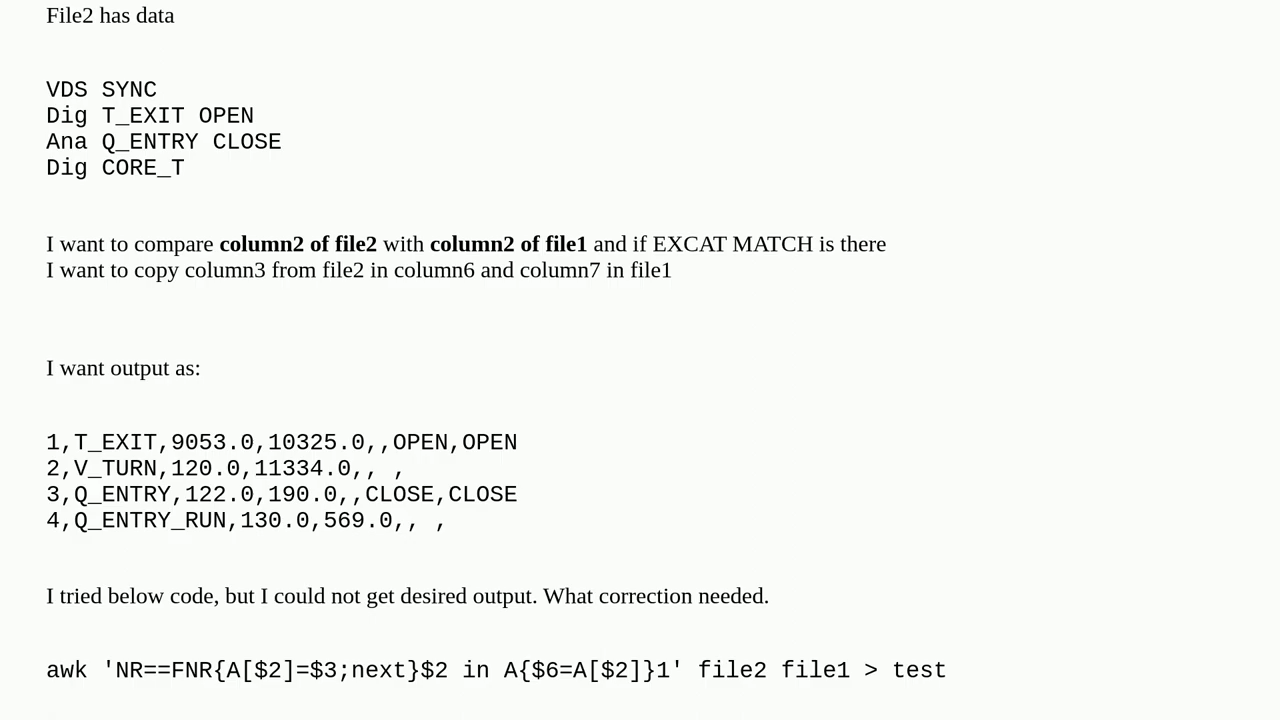 File2 has data
VDS SYNC
Dig T_EXIT OPEN
Ana Q_ENTRY CLOSE
Dig CORE_T
I want to compare column2 of file2 with column2 of file1 and if EXCAT MATCH is there
I want to copy column3 from file2 in column6 and column7 in file1
I want output as:
1,T_EXIT,9053.0,10325.0,,OPEN,OPEN
2,V_TURN,120.0,11334.0,, ,
3,Q_ENTRY,122.0,190.0,,CLOSE,CLOSE
4,Q_ENTRY_RUN,130.0,569.0,, ,
I tried below code, but I could not get desired output. What correction needed.
awk 'NR==FNR{A[$2]=$3;next}$2 in A{$6=A[$2]}1' file2 file1 > test